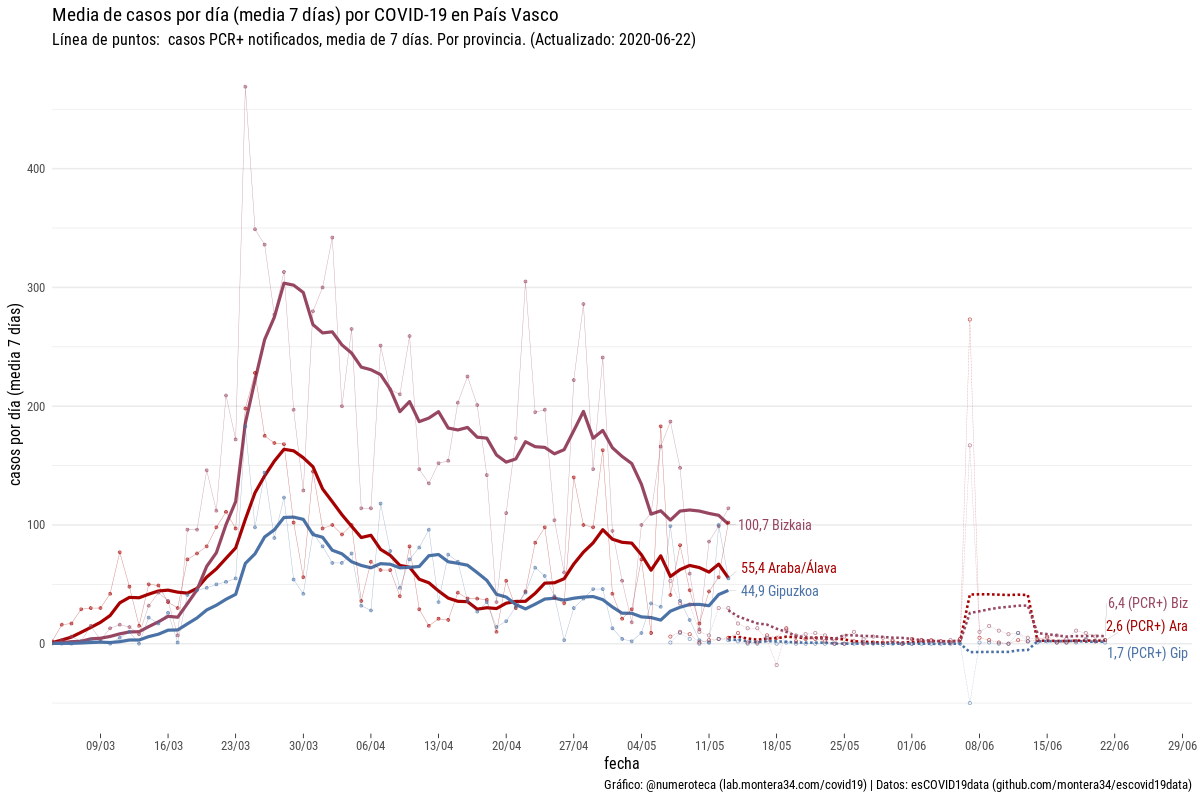 Media de casos por día (media 7 días) por COVID-19 en País Vasco
Línea de puntos:  casos PCR+ notificados, media de 7 días. Por provincia. (Actualizado: 2020-06-22)
casos por día (media 7 días)
400
300
200
100
0
100,7 Bizkaia
55,4 Araba/Álava
44,9 Gipuzkoa
6,4 (PCR+) Biz
2,6 (PCR+) Ara
1,7 (PCR+) Gip
09/03 16/03 23/03 30/03 06/04 13/04 20/04 27/04 04/05 11/05 18/05 25/05 01/06 08/06 15/06 22/06 29/06
fecha
Gráfico: @numeroteca (lab.montera34.com/covid19) | Datos: esCOVID19data (github.com/montera34/escovid19data)